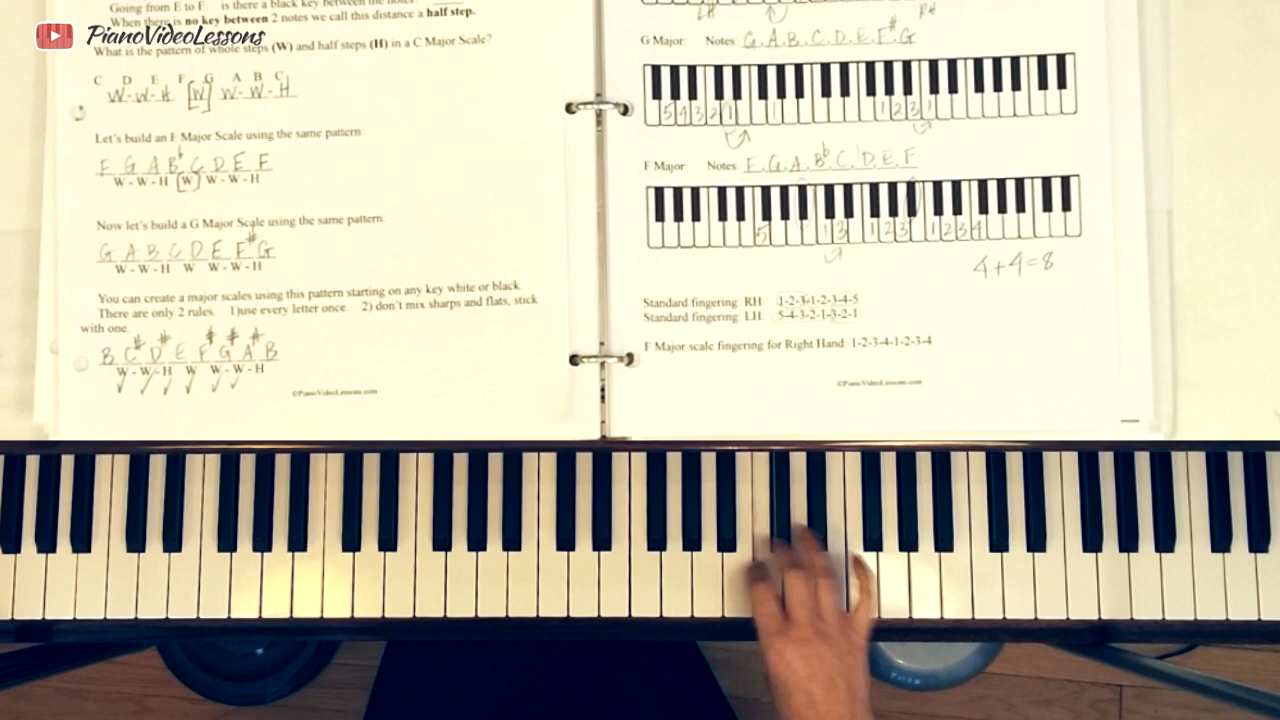 Going from E to F is there a black key between the notes?
When there is no key between 2 notes we call this distance a half step.
PianoVideoLessons
What is the pattern of whole steps (W) and half steps (H) in a C Major Scale?
C D E F G A B C
W - W - H [W] W - W - H
Let's build an F Major Scale using the same pattern
F G A B♭ C D E F
W - W - H [W] W - W - H
Now let's build a G Major Scale using the same pattern
G A B C D E F# G
W - W - H W W - W - H
You can create a major scales using this pattern starting on any key white or black.
There are only 2 rules. 1)use every letter once. 2) don't mix sharps and flats, stick
with one.
B C# D# E F# G# A# B
W - W - H W W - W - H
©PianoVideoLessons.com
LH RH
G Major Notes: G. A. B. C. D. E. F#. G
5 4 3 2 1 1 1 2 3 1
F Major Notes: F. G. A. B♭. C. D. E. F
5 1 3 1 2 3 1 2 3 4
4+4=8
Standard fingering: RH 1-2-3-1-2-3-4-5
Standard fingering: LH 5-4-3-2-1-3-2-1
F Major scale fingering for Right Hand 1-2-3-4-1-2-3-4
©PianoVideoLessons.com